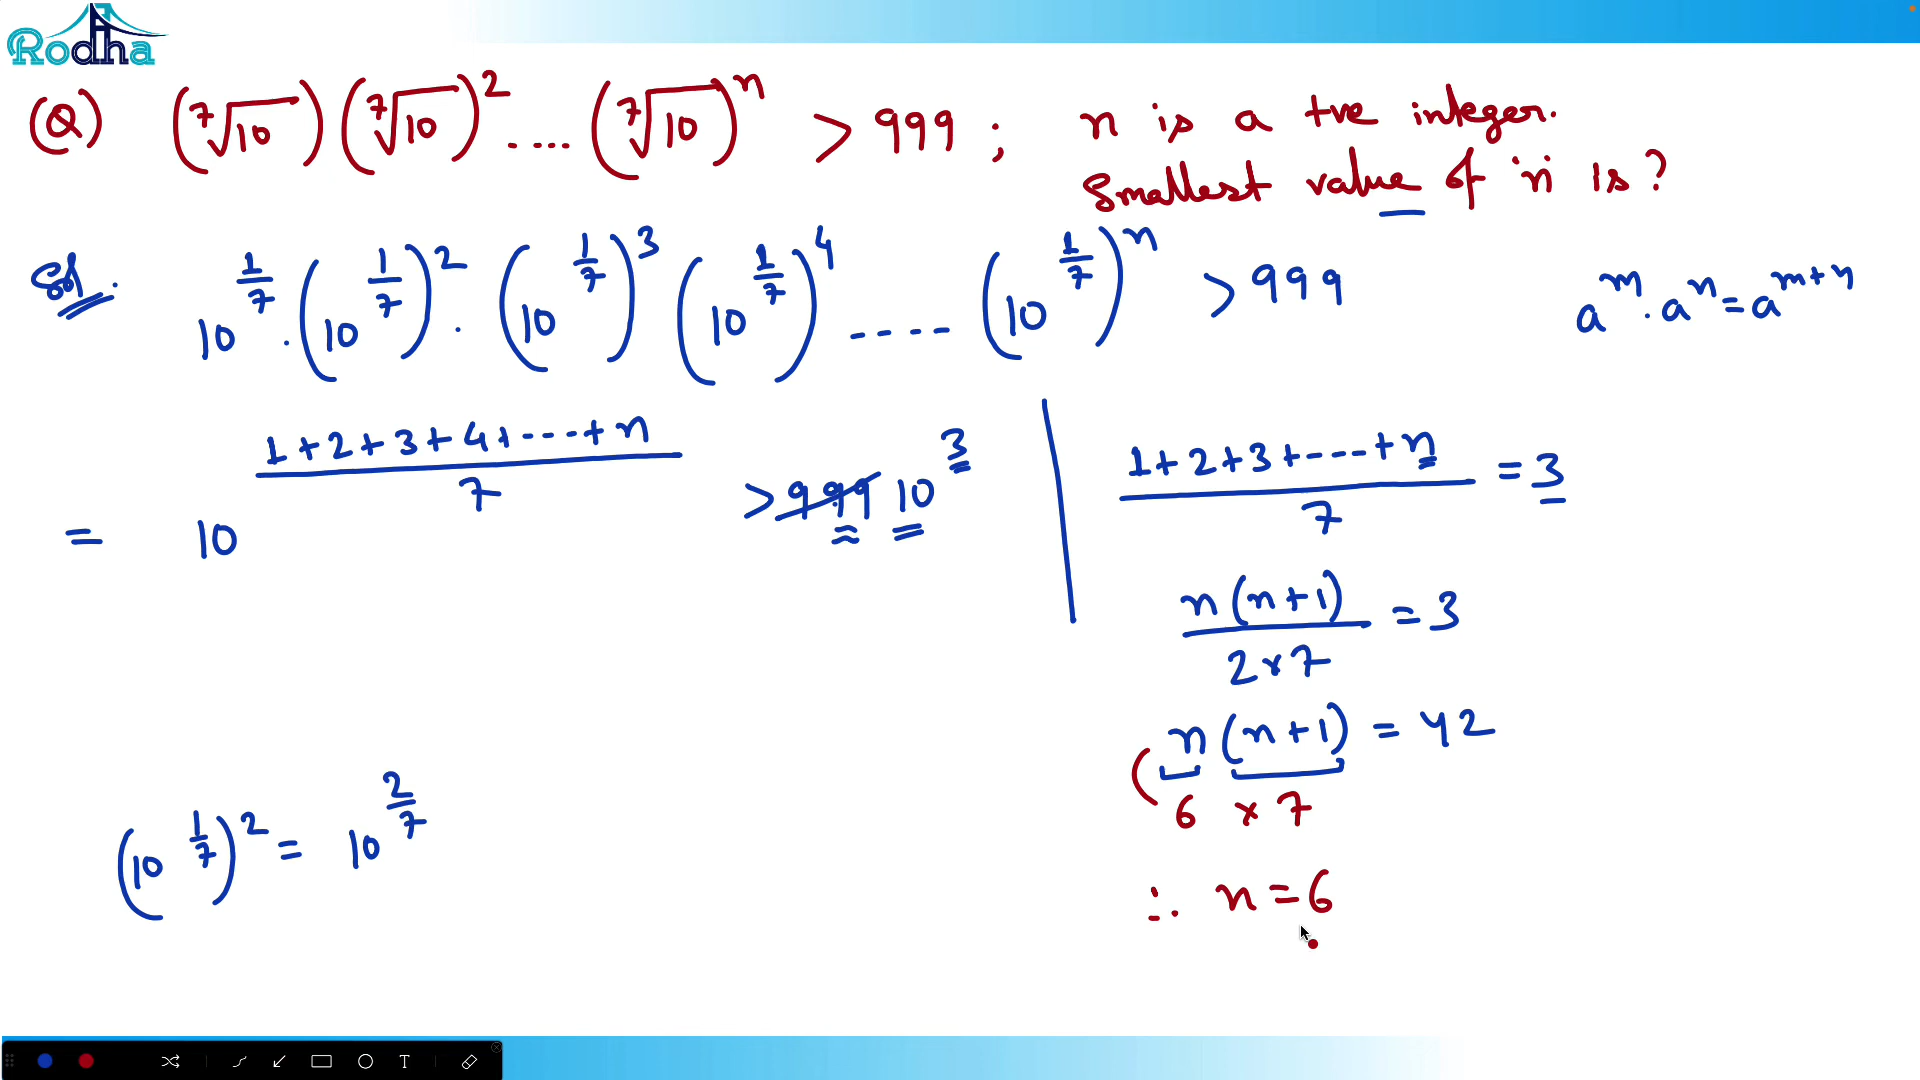 Rodha
(Q) (⁷√10) (⁷√10)² .... (⁷√10)ⁿ > 999 ; n is a +ve integer.
Smallest value of 'n' is?
Sol. 10^(1/7) . (10^(1/7))² . (10^(1/7))³ (10^(1/7))⁴ ---- (10^(1/7))ⁿ > 999
aᵐ . aⁿ = aᵐ⁺ⁿ
= 10^((1+2+3+4+---+n)/7) > 999 10³
(1+2+3+----+n)/7 = 3
n(n+1)/(2×7) = 3
n(n+1) = 42
( 6 × 7
∴ n = 6
(10^(1/7))² = 10^(2/7)
T